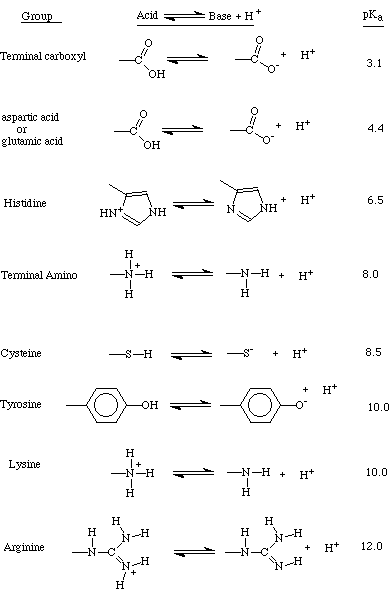 Group Acid Base + H+ pKa
Terminal carboxyl C O OH C O O- + H+ 3.1
aspartic acid
or
glutamic acid C O OH C O O- + H+ 4.4
Histidine HN+ NH N NH + H+ 6.5
Terminal Amino H + N H H N H H + H+ 8.0
Cysteine S H S- + H+ 8.5
Tyrosine OH O- + H+ 10.0
Lysine H + N H H N H H + H+ 10.0
Arginine H N C H N H N H H + H N C H N H N H + H+ 12.0